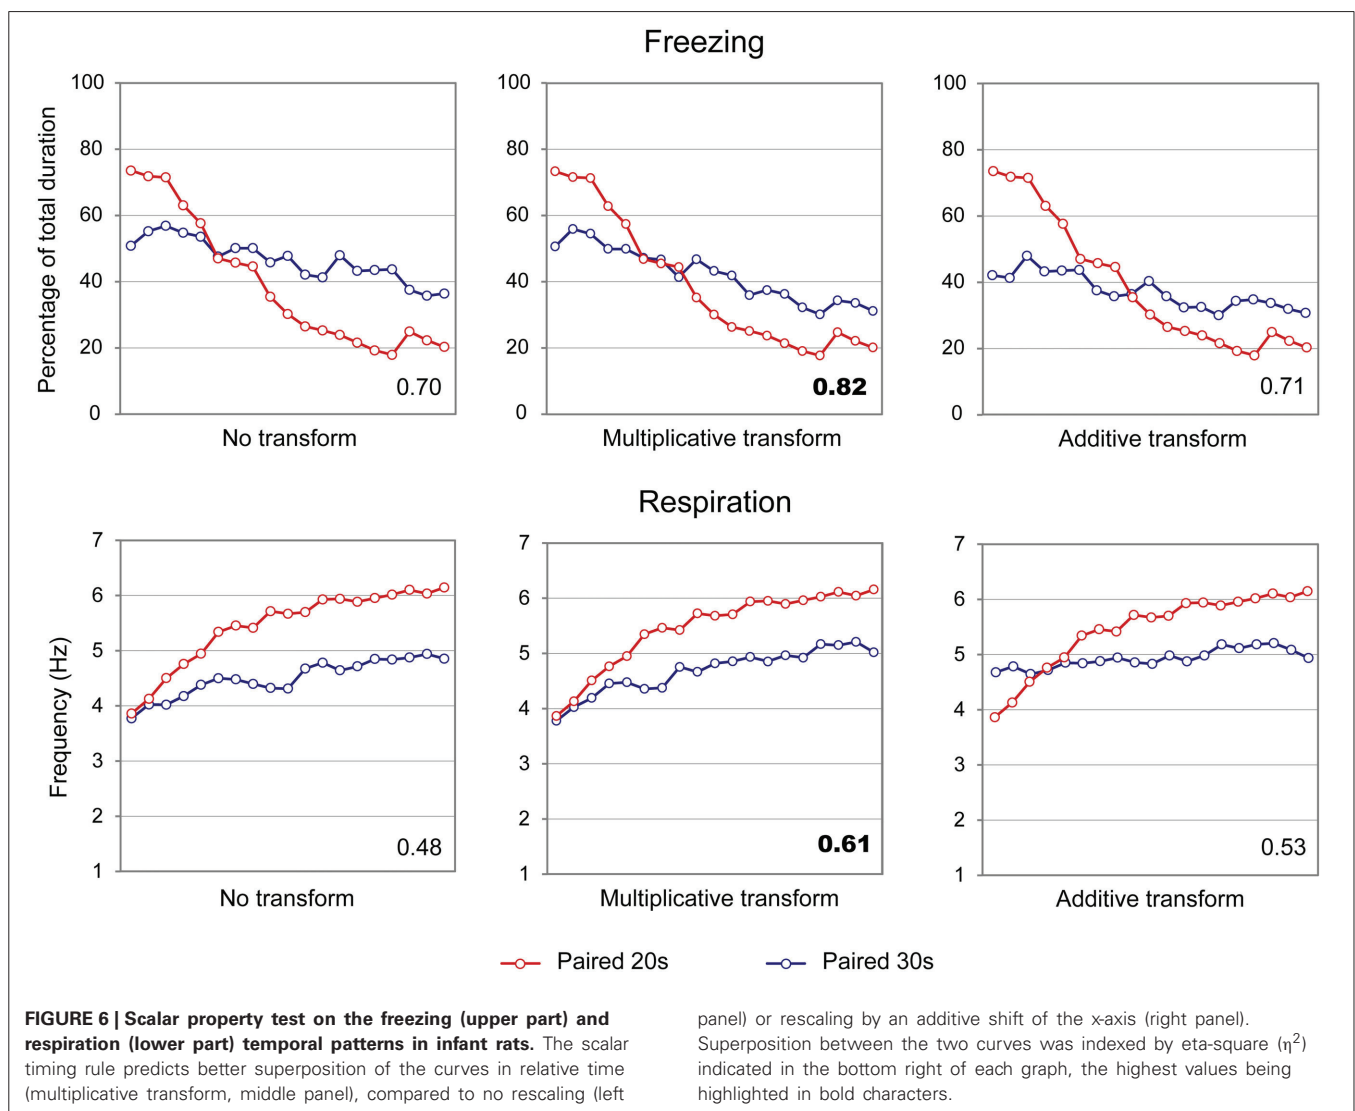 Freezing
Percentage of total duration
100
80
60
40
20
0
0.70
No transform
100
80
60
40
20
0
0.82
Multiplicative transform
100
80
60
40
20
0
0.71
Additive transform
Respiration
Frequency (Hz)
7
6
5
4
3
2
1
0.48
No transform
7
6
5
4
3
2
1
0.61
Multiplicative transform
7
6
5
4
3
2
1
0.53
Additive transform
Paired 20s
Paired 30s
FIGURE 6 | Scalar property test on the freezing (upper part) and
respiration (lower part) temporal patterns in infant rats. The scalar
timing rule predicts better superposition of the curves in relative time
(multiplicative transform, middle panel), compared to no rescaling (left
panel) or rescaling by an additive shift of the x-axis (right panel).
Superposition between the two curves was indexed by eta-square (η²)
indicated in the bottom right of each graph, the highest values being
highlighted in bold characters.